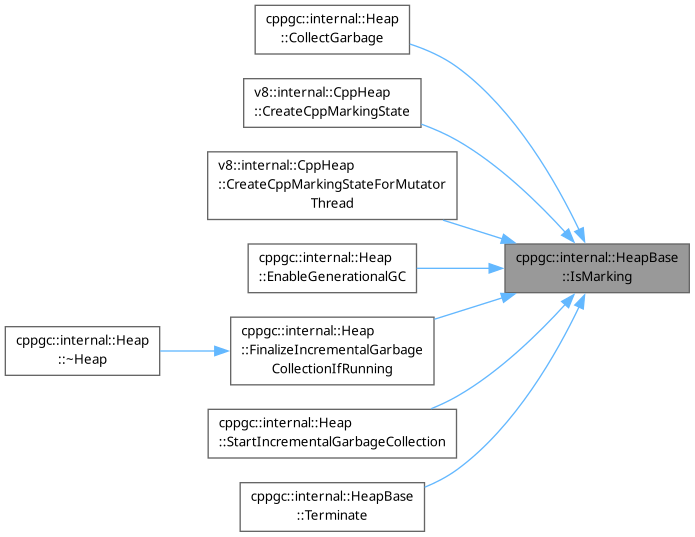 cppgc::internal::Heap
::CollectGarbage
v8::internal::CppHeap
::CreateCppMarkingState
v8::internal::CppHeap
::CreateCppMarkingStateForMutator
Thread
cppgc::internal::HeapBase
::IsMarking
cppgc::internal::Heap
::EnableGenerationalGC
cppgc::internal::Heap
::~Heap
cppgc::internal::Heap
::FinalizeIncrementalGarbage
CollectionIfRunning
cppgc::internal::Heap
::StartIncrementalGarbageCollection
cppgc::internal::HeapBase
::Terminate